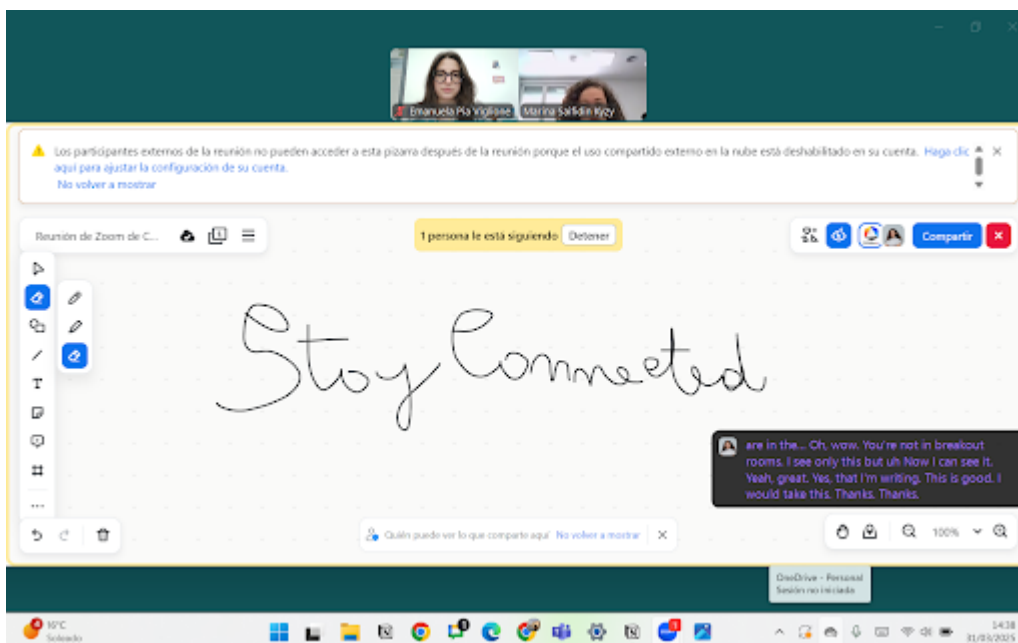 Emanuela Pia Viglione
Marina Saifidin Kyzy
Los participantes externos de la reunión no pueden acceder a esta pizarra después de la reunión porque el uso compartido externo en la nube está deshabilitado en su cuenta. Haga clic
aquí para ajustar la configuración de su cuenta.
No volver a mostrar
Reunión de Zoom de C...
1
1 persona le está siguiendo
Detener
Compartir
T
Stay Connected
are in the... Oh, wow. You're not in breakout
rooms. I see only this but uh Now I can see it.
Yeah, great. Yes, that I'm writing. This is good. I
would take this. Thanks. Thanks.
Quién puede ver lo que comparte aquí
No volver a mostrar
100%
OneDrive - Personal
Sesión no iniciada
16°C
Soleado
14:38
31/03/2025